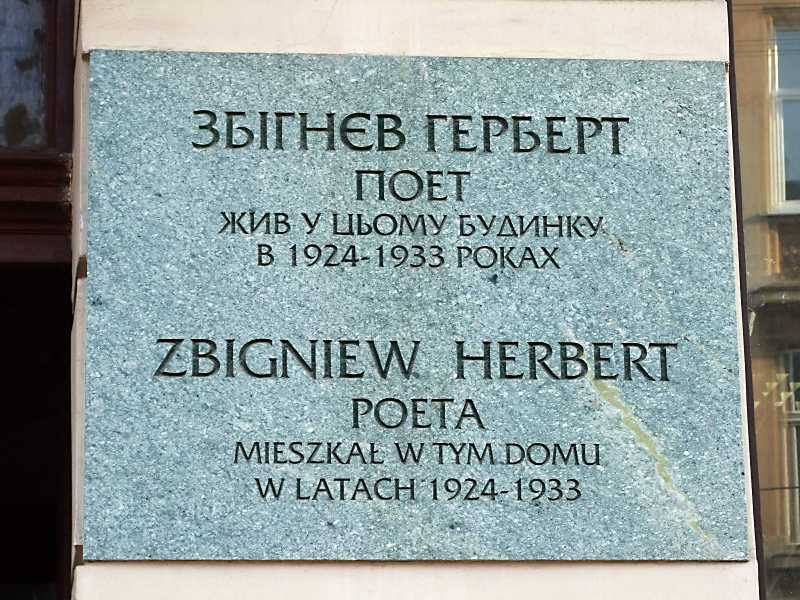 ЗБІГНЄВ ГЕРБЕРТ
ПОЕТ
ЖИВ У ЦЬОМУ БУДИНКУ
В 1924-1933 РОКАХ
ZBIGNIEW HERBERT
POETA
MIESZKAŁ W TYM DOMU
W LATACH 1924-1933